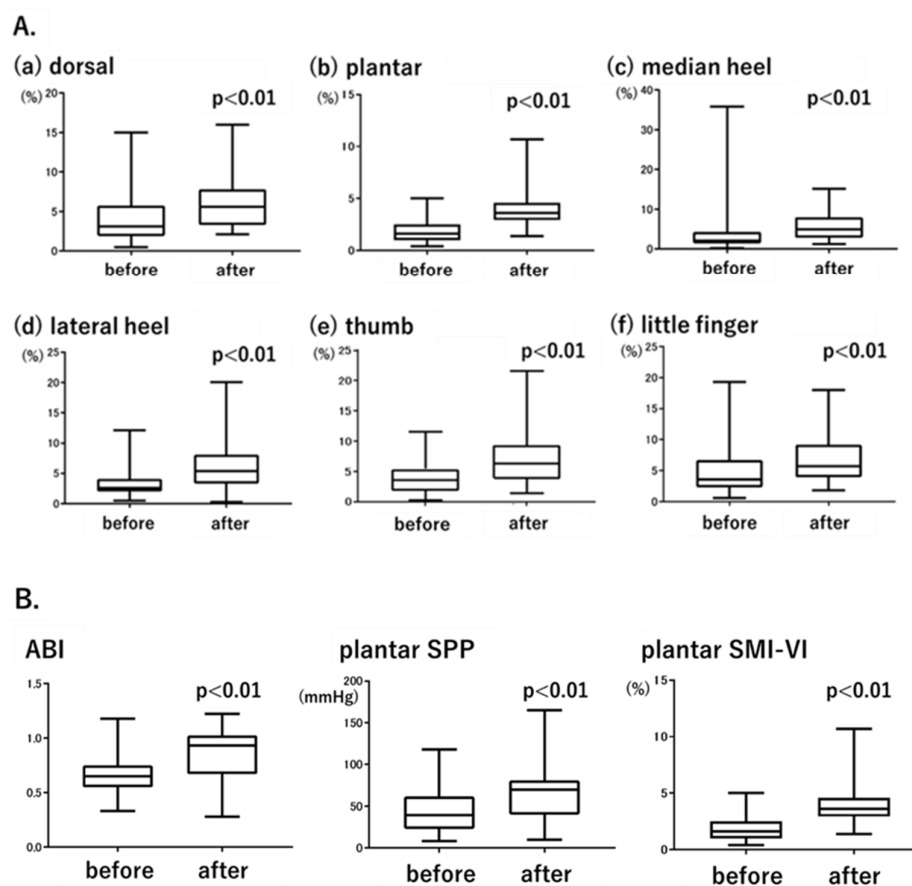 A.
(a) dorsal
(b) plantar
(c) median heel
(%) 20 15 10 5 0
p<0.01
before after
(%) 15 10 5 0
p<0.01
before after
(%) 40 30 20 10 0
p<0.01
before after
(d) lateral heel
(e) thumb
(f) little finger
(%) 25 20 15 10 5 0
p<0.01
before after
(%) 25 20 15 10 5 0
p<0.01
before after
(%) 25 20 15 10 5 0
p<0.01
before after
B.
ABI
plantar SPP
plantar SMI-VI
1.5 1.0 0.5 0.0
p<0.01
before after
(mmHg) 200 150 100 50 0
p<0.01
before after
(%) 15 10 5 0
p<0.01
before after